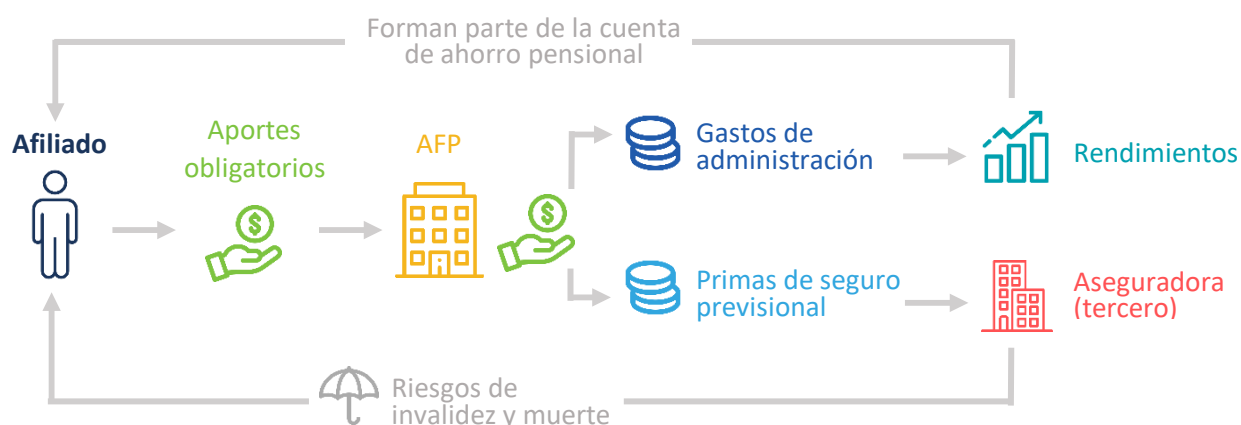 Forman parte de la cuenta
de ahorro pensional
Afiliado
Aportes
obligatorios
AFP
$
$
Gastos de
administración
Rendimientos
Primas de seguro
previsional
Aseguradora
(tercero)
Riesgos de
invalidez y muerte